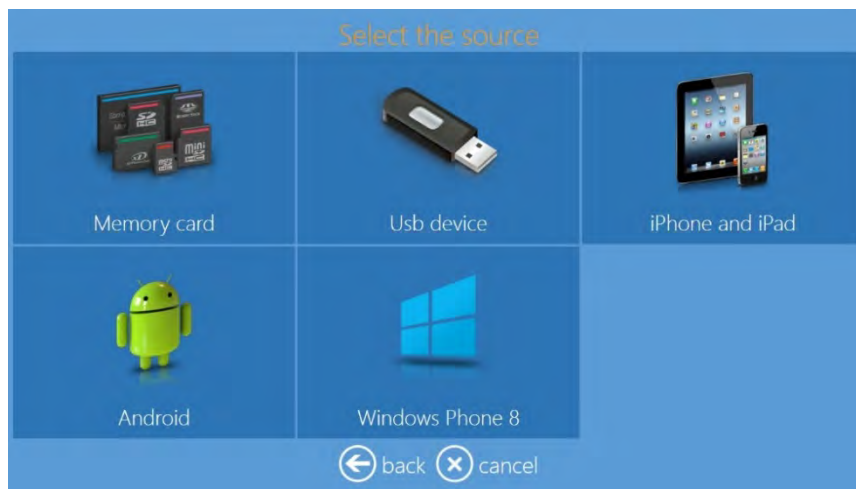 Select the source
Memory card
Usb device
iPhone and iPad
Android
Windows Phone 8
back
cancel